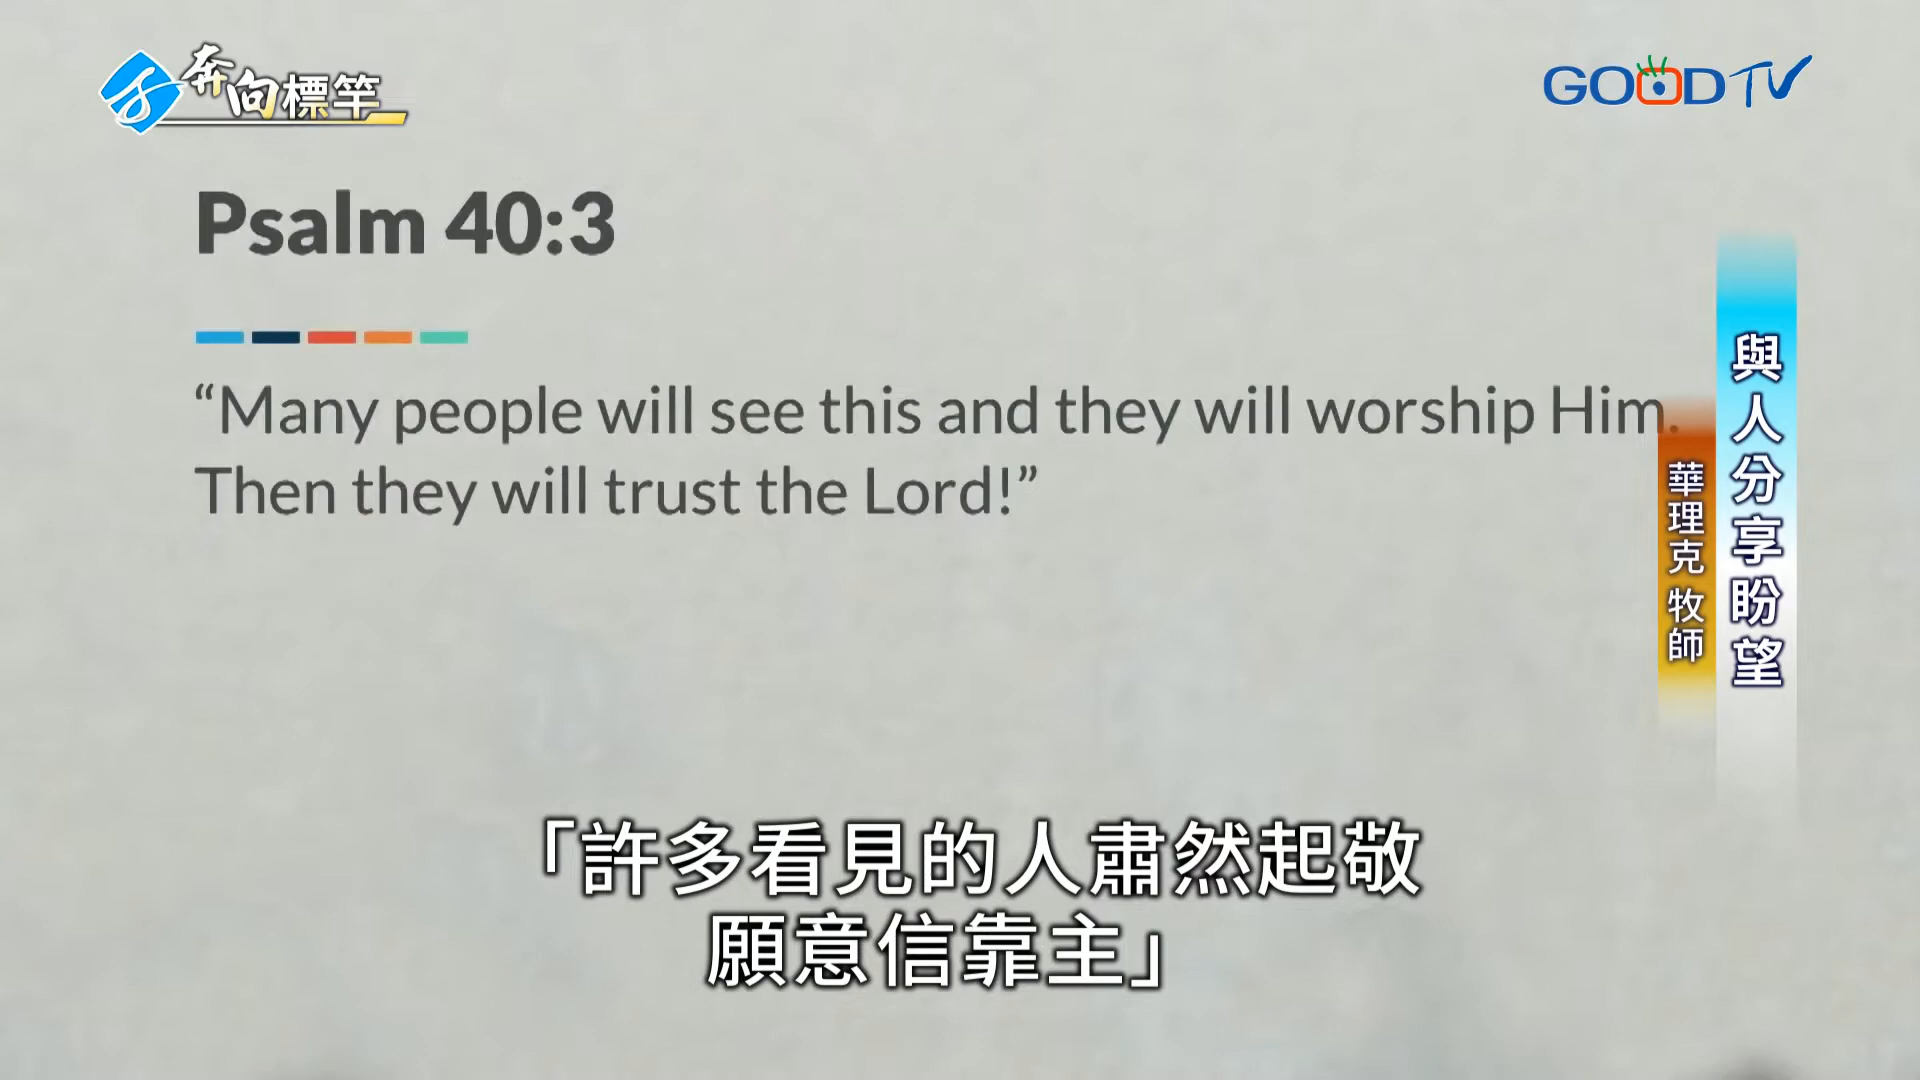 奔向標竿
GOOD TV
Psalm 40:3
“Many people will see this and they will worship Him.
Then they will trust the Lord!”
與人分享盼望
華理克 牧師
「許多看見的人肅然起敬
願意信靠主」